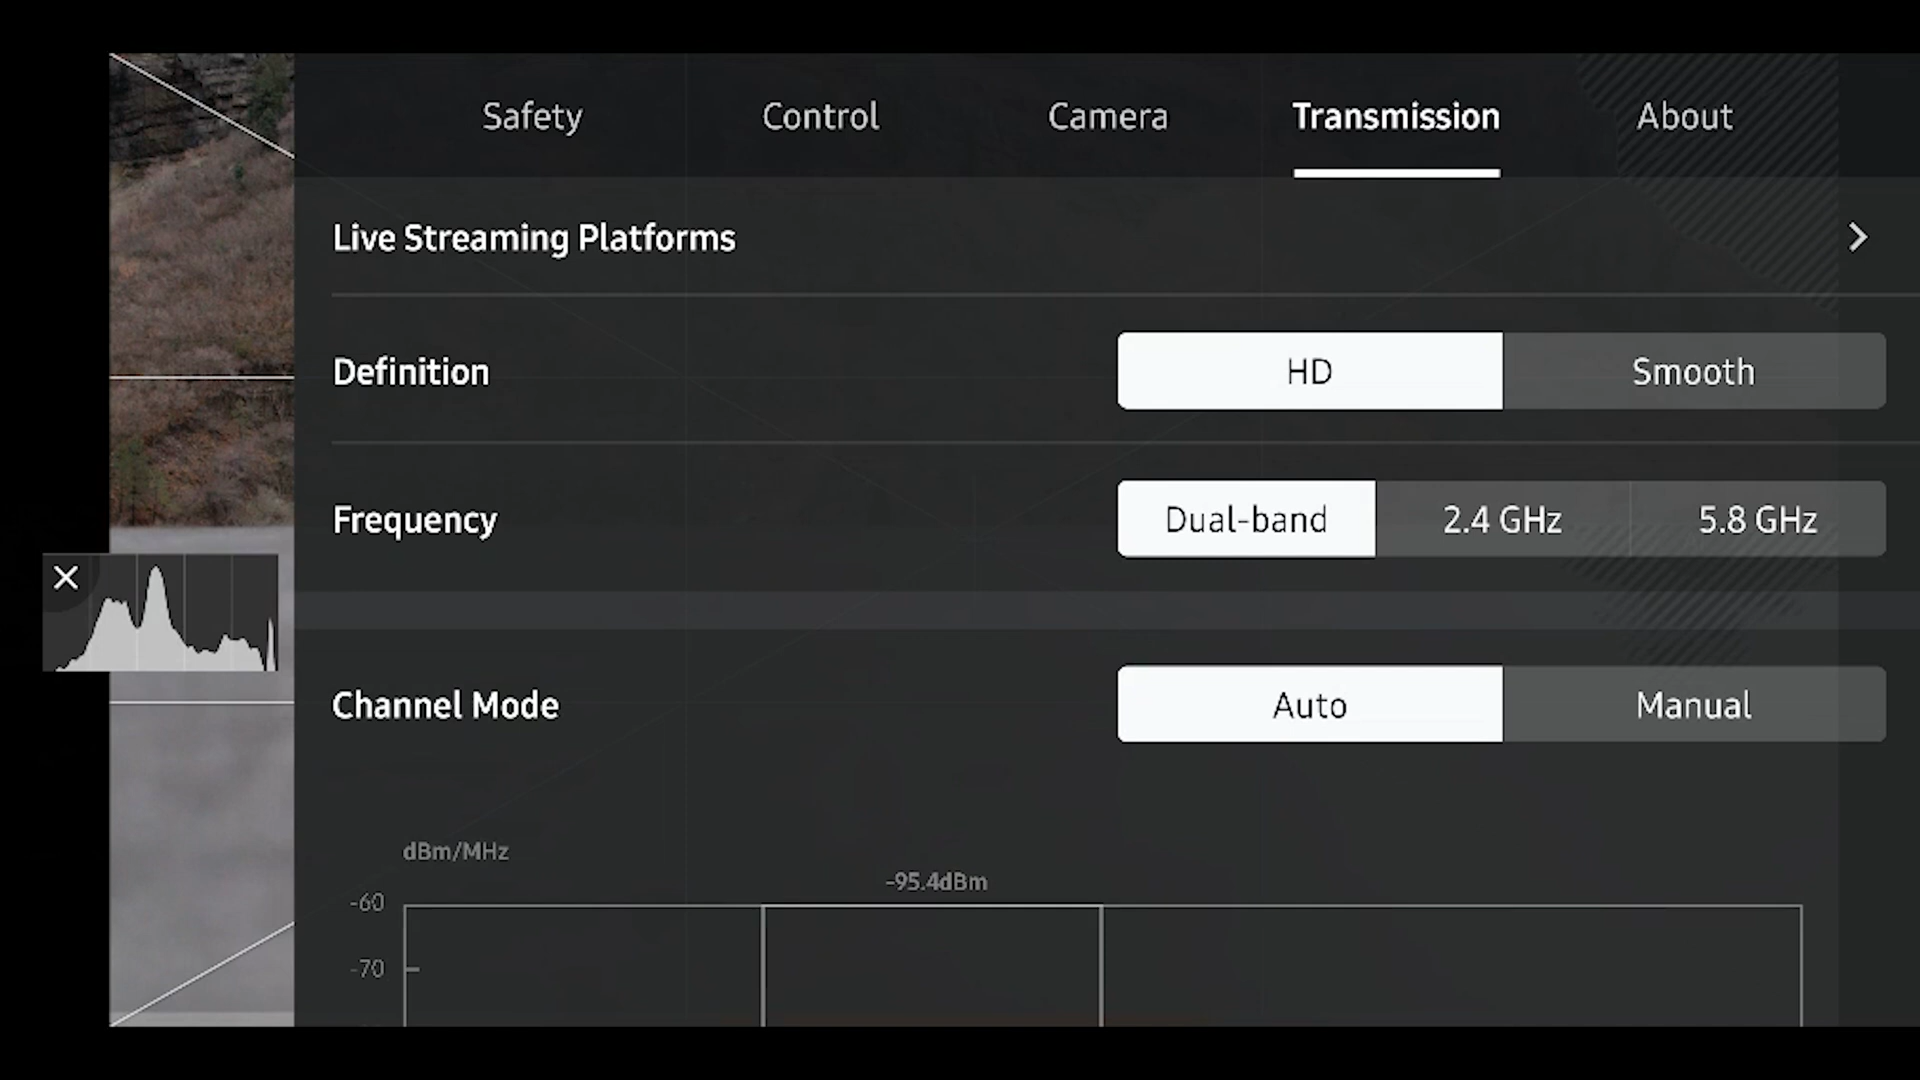 Safety Control Camera Transmission About
Live Streaming Platforms
Definition HD Smooth
Frequency Dual-band 2.4 GHz 5.8 GHz
Channel Mode Auto Manual
dBm/MHz
-95.4dBm
-60
-70